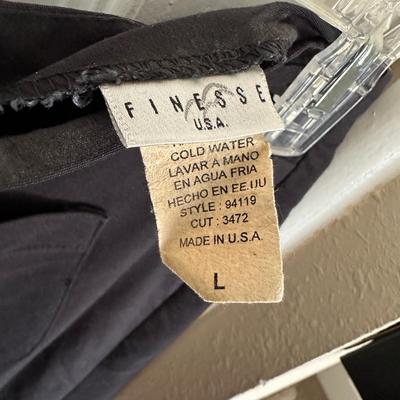 FINESSE
U.S.A.
COLD WATER
LAVAR A MANO
EN AGUA FRIA
HECHO EN EE.UU
STYLE : 94119
CUT : 3472
MADE IN U.S.A.
L